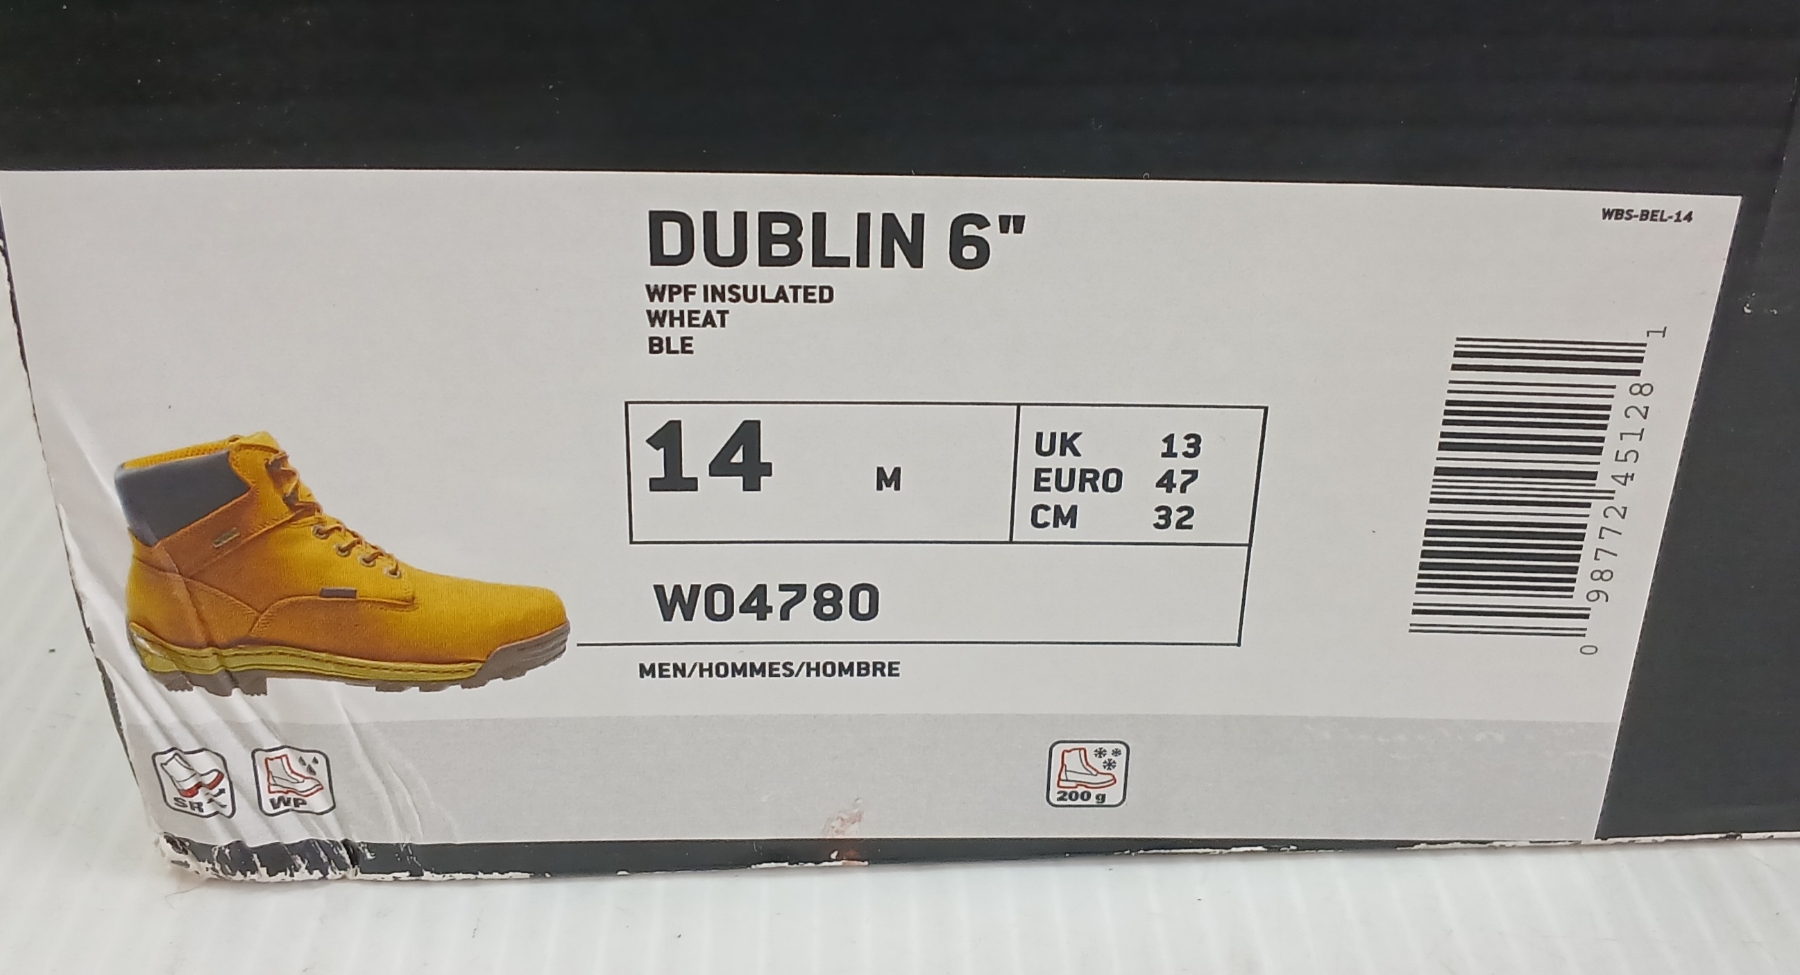 DUBLIN 6"
WBS-BEL-14
WPF INSULATED
WHEAT
BLE
14 M
UK 13
EURO 47
CM 32
W04780
MEN/HOMMES/HOMBRE
0 98772 45128 1
SR
WP
200 g